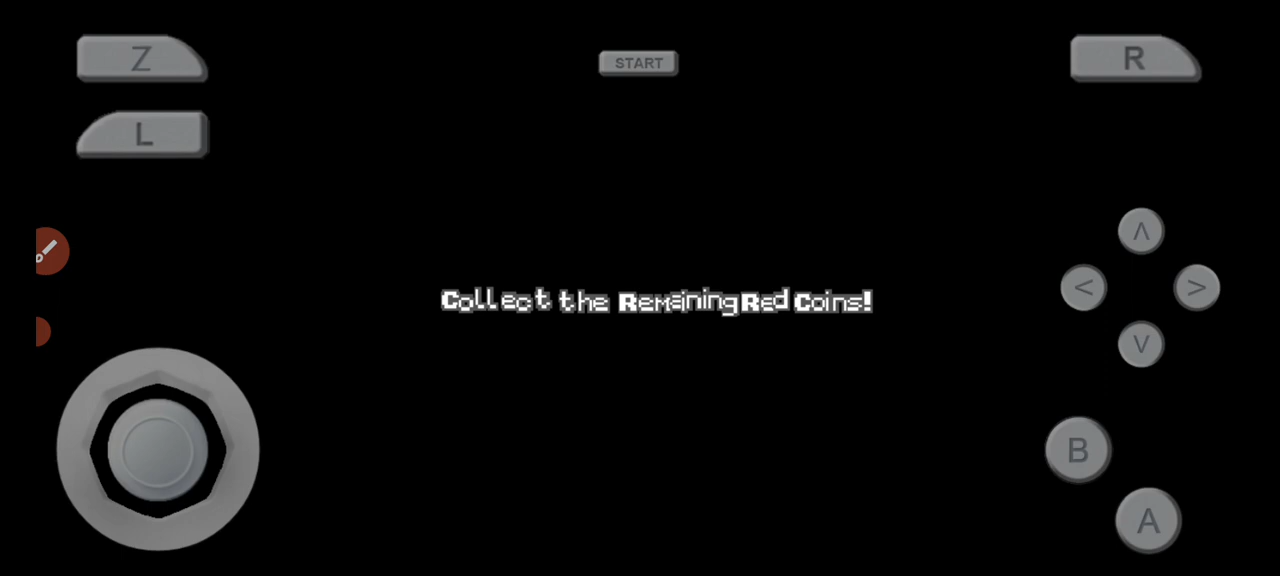 Z
START
R
L
Λ
< >
Collect the Remaining Red Coins!
V
B
A